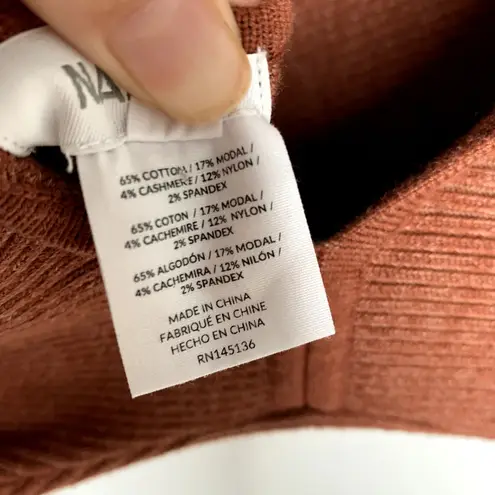 65% COTTON / 17% MODAL /
4% CASHMERE / 12% NYLON /
2% SPANDEX
65% COTON / 17% MODAL /
4% CACHEMIRE / 12% NYLON /
2% SPANDEX
65% ALGODÓN / 17% MODAL /
4% CACHEMIRA / 12% NILÓN /
2% SPANDEX
MADE IN CHINA
FABRIQUÉ EN CHINE
HECHO EN CHINA
RN145136